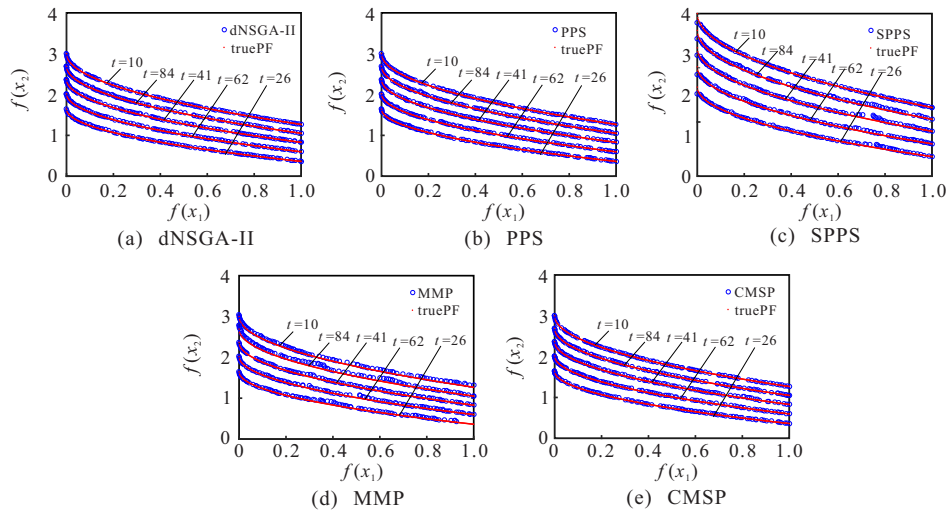 4
dNSGA-II
truePF
3
t=10
t=84
t=41
t=62
t=26
f(x₂)
2
1
0
0 0.2 0.4 0.6 0.8 1.0
f(x₁)
(a) dNSGA-II
4
PPS
truePF
3
t=10
t=84
t=41
t=62
t=26
f(x₂)
2
1
0
0 0.2 0.4 0.6 0.8 1.0
f(x₁)
(b) PPS
4
SPPS
truePF
3
t=10
t=84
t=41
t=62
t=26
f(x₂)
2
1
0
0 0.2 0.4 0.6 0.8 1.0
f(x₁)
(c) SPPS
4
MMP
truePF
3
t=10
t=84
t=41
t=62
t=26
f(x₂)
2
1
0
0 0.2 0.4 0.6 0.8 1.0
f(x₁)
(d) MMP
4
CMSP
truePF
3
t=10
t=84
t=41
t=62
t=26
f(x₂)
2
1
0
0 0.2 0.4 0.6 0.8 1.0
f(x₁)
(e) CMSP